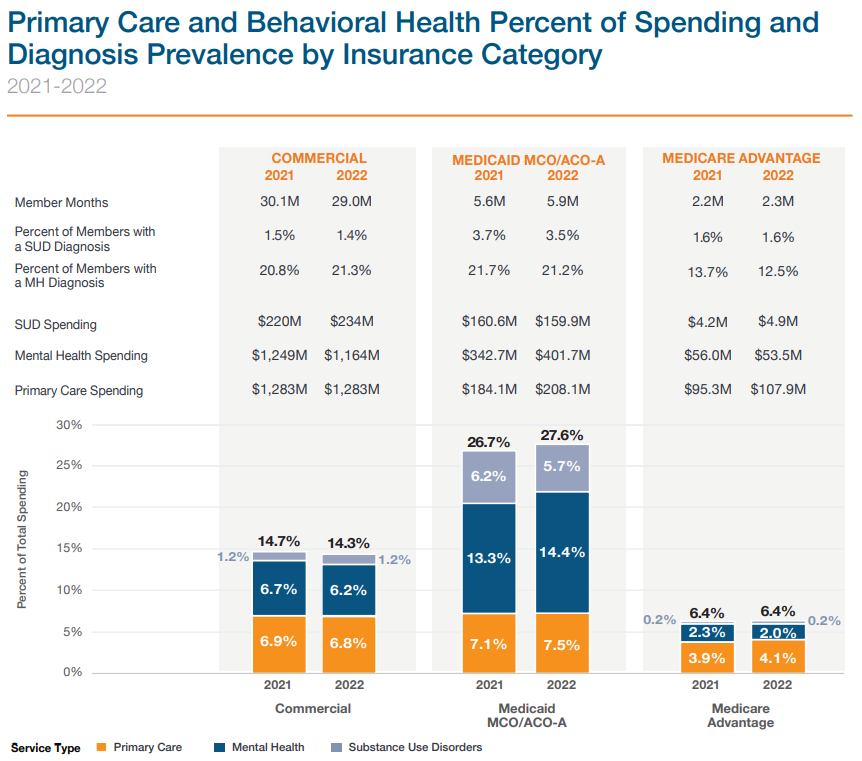 Primary Care and Behavioral Health Percent of Spending and
Diagnosis Prevalence by Insurance Category
2021-2022
COMMERCIAL MEDICAID MCO/ACO-A MEDICARE ADVANTAGE
2021 2022 2021 2022 2021 2022
Member Months 30.1M 29.0M 5.6M 5.9M 2.2M 2.3M
Percent of Members with
a SUD Diagnosis 1.5% 1.4% 3.7% 3.5% 1.6% 1.6%
Percent of Members with
a MH Diagnosis 20.8% 21.3% 21.7% 21.2% 13.7% 12.5%
SUD Spending $220M $234M $160.6M $159.9M $4.2M $4.9M
Mental Health Spending $1,249M $1,164M $342.7M $401.7M $56.0M $53.5M
Primary Care Spending $1,283M $1,283M $184.1M $208.1M $95.3M $107.9M
Percent of Total Spending
30%
25%
20%
15%
10%
5%
0%
14.7% 14.3%
1.2% 1.2%
6.7% 6.2%
6.9% 6.8%
26.7% 27.6%
6.2% 5.7%
13.3% 14.4%
7.1% 7.5%
6.4% 6.4%
0.2% 0.2%
2.3% 2.0%
3.9% 4.1%
2021 2022 2021 2022 2021 2022
Commercial Medicaid Medicare
MCO/ACO-A Advantage
Service Type Primary Care Mental Health Substance Use Disorders